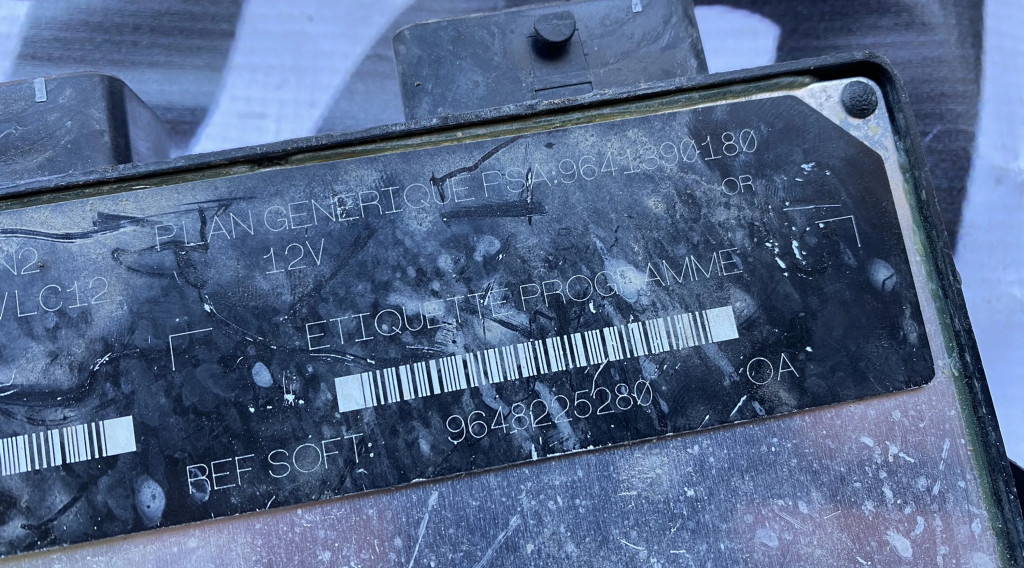 PLAN GENERIQUE PSA:9641390180
N2
12V
OR
VLC12
ETIQUETTE PROGRAMME
REF SOFT:
9648225280
OA